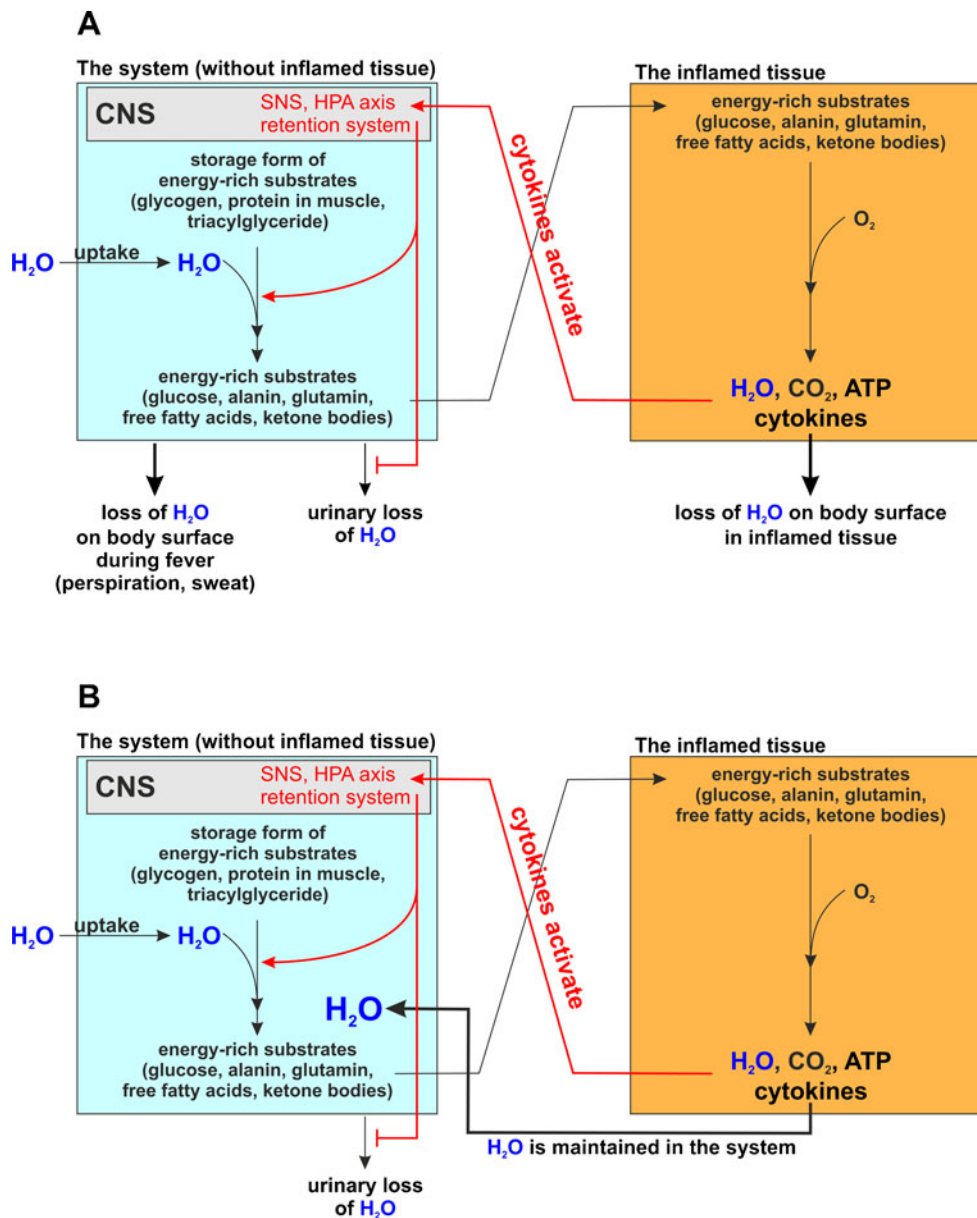 A
The system (without inflamed tissue)
CNS
SNS, HPA axis
retention system
storage form of
energy-rich substrates
(glycogen, protein in muscle,
triacylglyceride)
H₂O
uptake
H₂O
energy-rich substrates
(glucose, alanin, glutamin,
free fatty acids, ketone bodies)
loss of H₂O
on body surface
during fever
(perspiration, sweat)
urinary loss
of H₂O
cytokines activate
The inflamed tissue
energy-rich substrates
(glucose, alanin, glutamin,
free fatty acids, ketone bodies)
O₂
H₂O, CO₂, ATP
cytokines
loss of H₂O on body surface
in inflamed tissue
B
The system (without inflamed tissue)
CNS
SNS, HPA axis
retention system
storage form of
energy-rich substrates
(glycogen, protein in muscle,
triacylglyceride)
H₂O
uptake
H₂O
H₂O
energy-rich substrates
(glucose, alanin, glutamin,
free fatty acids, ketone bodies)
urinary loss
of H₂O
cytokines activate
The inflamed tissue
energy-rich substrates
(glucose, alanin, glutamin,
free fatty acids, ketone bodies)
O₂
H₂O, CO₂, ATP
cytokines
H₂O is maintained in the system